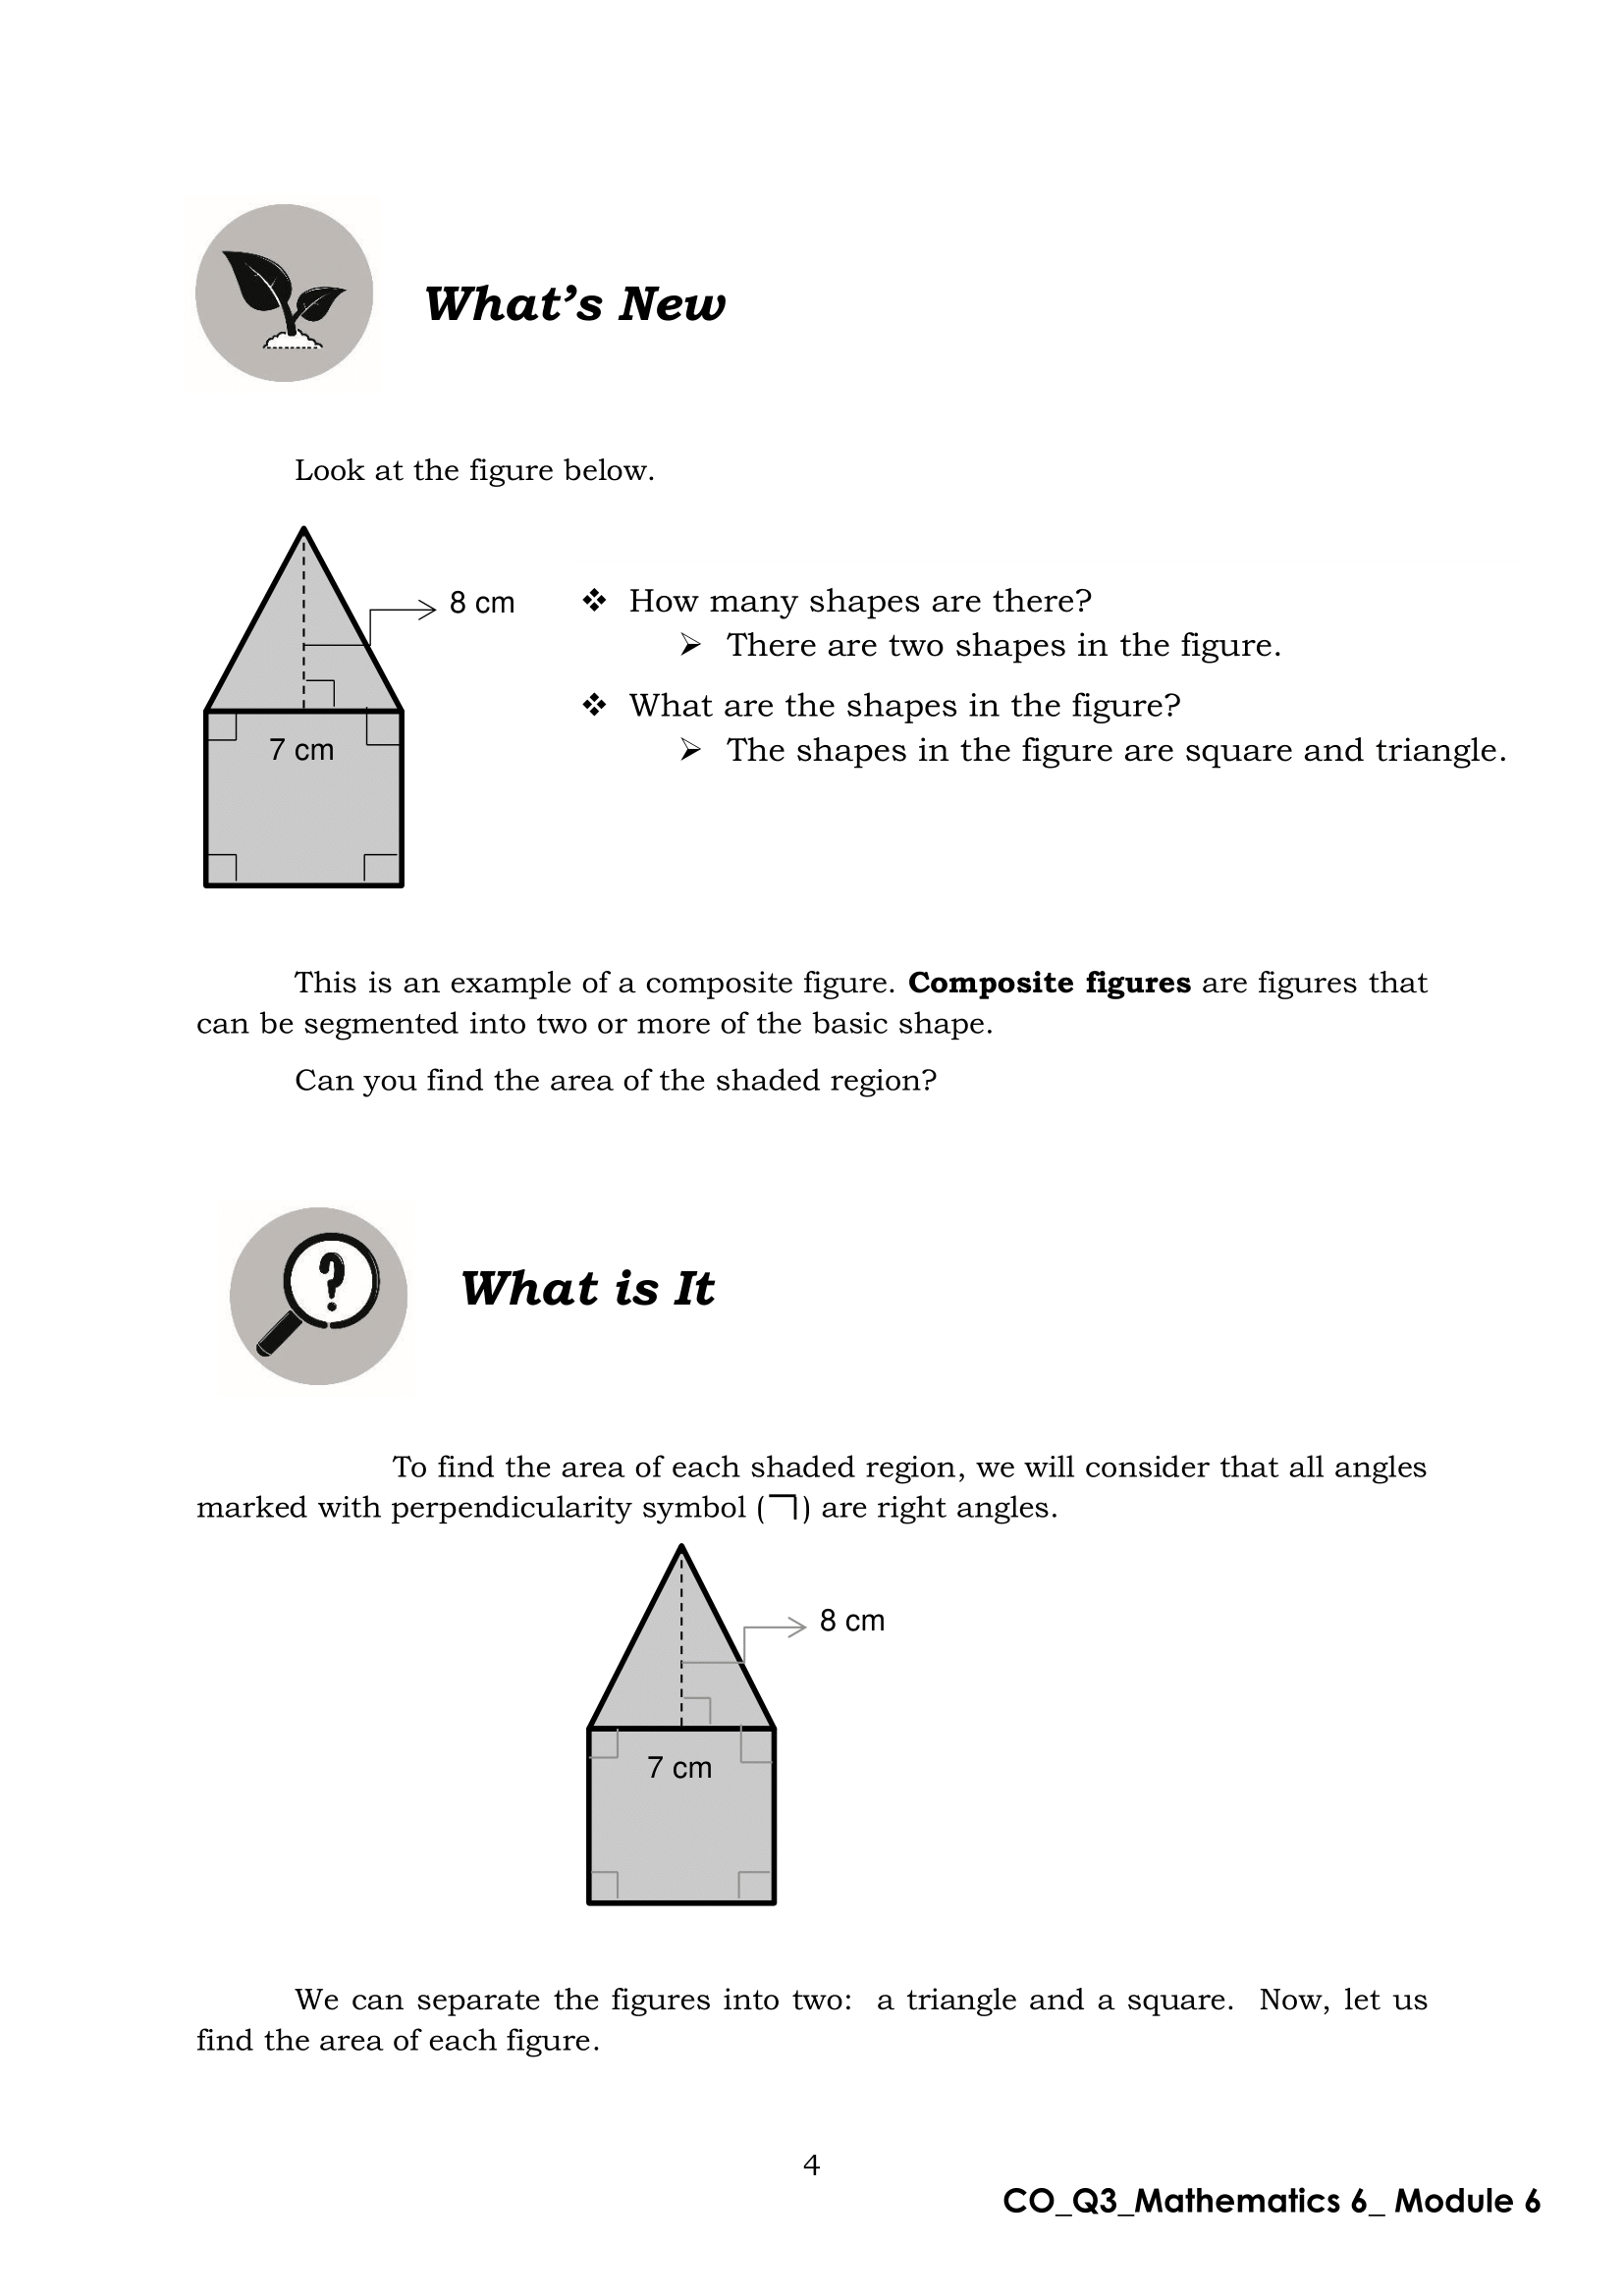 What’s New
Look at the figure below.
8 cm
7 cm
❖ How many shapes are there?
➢ There are two shapes in the figure.
❖ What are the shapes in the figure?
➢ The shapes in the figure are square and triangle.
This is an example of a composite figure. Composite figures are figures that
can be segmented into two or more of the basic shape.
Can you find the area of the shaded region?
?
What is It
To find the area of each shaded region, we will consider that all angles
marked with perpendicularity symbol (ㄱ) are right angles.
8 cm
7 cm
We can separate the figures into two: a triangle and a square. Now, let us
find the area of each figure.
4
CO_Q3_Mathematics 6_ Module 6